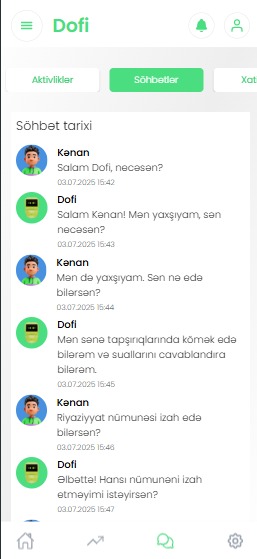 Dofi
Aktivliklər
Söhbətlər
Xat
Söhbət tarixi
Kənan
Salam Dofi, necəsən?
03.07.2025 15:42
Dofi
Salam Kənan! Mən yaxşıyam, sən
necəsən?
03.07.2025 15:43
Kənan
Mən də yaxşıyam. Sən nə edə
bilərsən?
03.07.2025 15:44
Dofi
Mən sənə tapşırıqlarında kömək edə
bilərəm və suallarını cavablandıra
bilərəm.
03.07.2025 15:45
Kənan
Riyaziyyat nümunəsi izah edə
bilərsən?
03.07.2025 15:46
Dofi
Əlbəttə! Hansı nümunəni izah
etməyimi istəyirsən?
03.07.2025 15:47